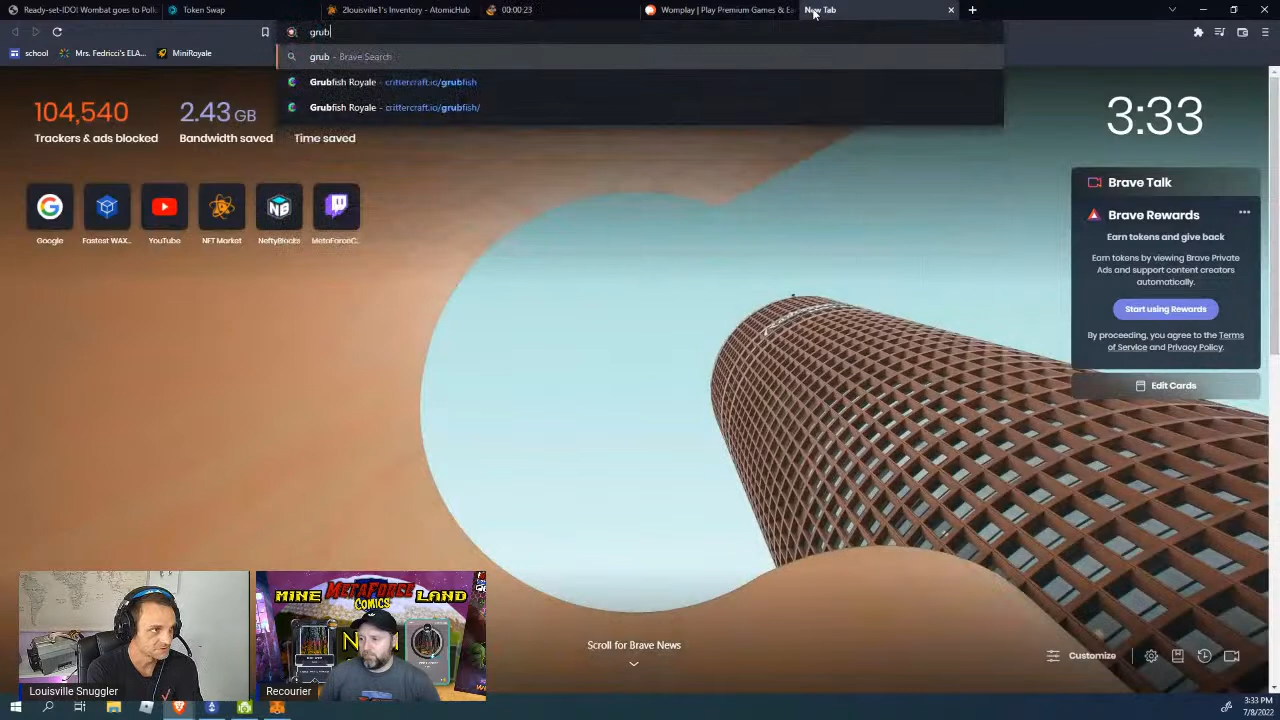 Ready-set-IDO! Wombat goes to Poll
Token Swap
2louisville1's Inventory - AtomicHub
00:00:23
Womplay | Play Premium Games & Ea
New Tab
grub
school
Mrs. Fedricci's ELA...
MiniRoyale
grub - Brave Search
Grubfish Royale - crittercraft.io/grubfish
Grubfish Royale - crittercraft.io/grubfish/
104,540
Trackers & ads blocked
2.43 GB
Bandwidth saved
Time saved
3:33
Google
Fastest WAX...
YouTube
NFT Market
NeftyBlocks
MetaForceC...
Brave Talk
Brave Rewards
Earn tokens and give back
Earn tokens by viewing Brave Private
Ads and support content creators
automatically.
Start using Rewards
By proceeding, you agree to the Terms
of Service and Privacy Policy.
Edit Cards
MINE METAFORCE LAND
COMICS
Louisville Snuggler
Recourier
Scroll for Brave News
Customize
3:33 PM
7/8/2022